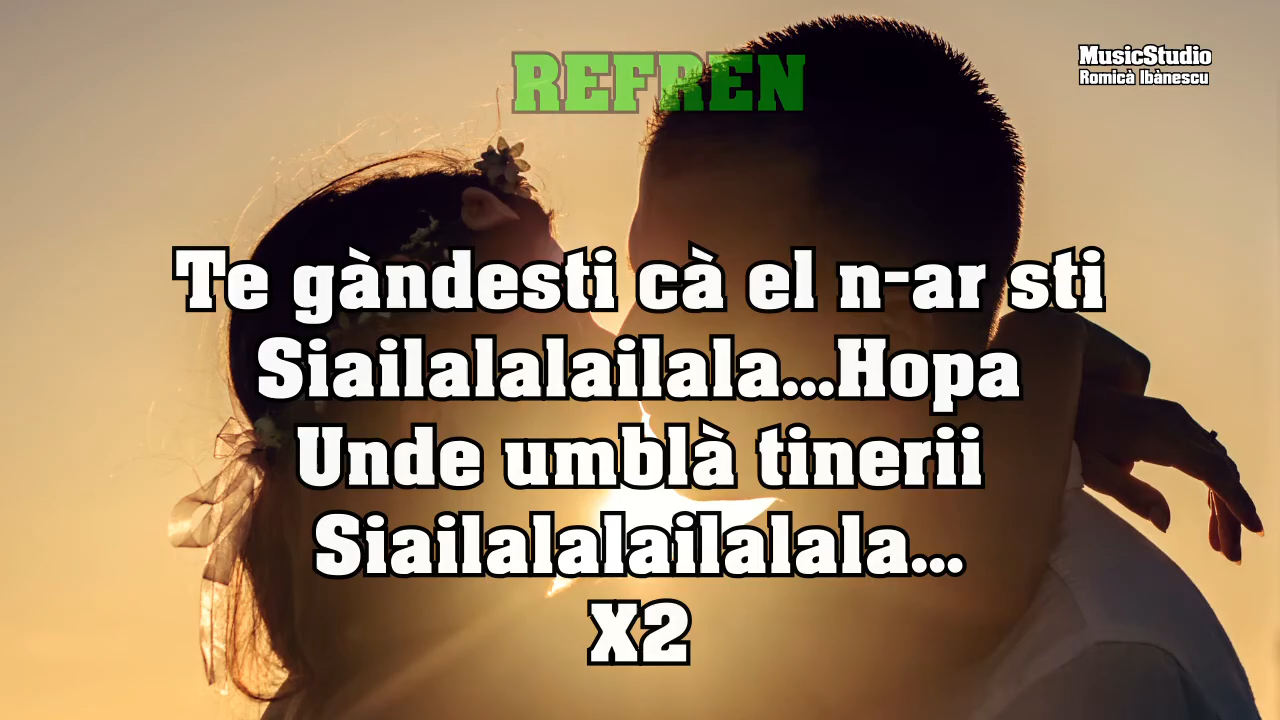 REFREN
MusicStudio
Romicà Ibànescu
Te gàndesti cà el n-ar sti
Siailalalailala...Hopa
Unde umblà tinerii
Siailalalailalala...
X2